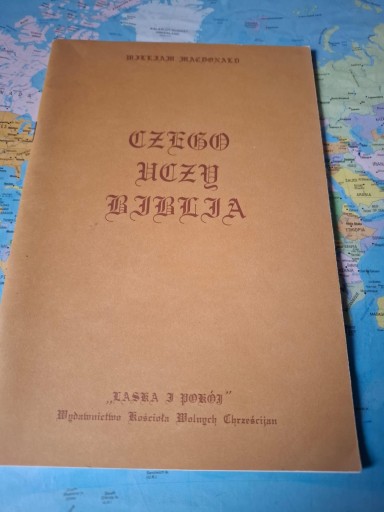 WILLIAM MACDONALD
CZEGO
UCZY
BIBLIA
„ŁASKA I POKÓJ”
Wydawnictwo Kościoła Wolnych Chrześcijan